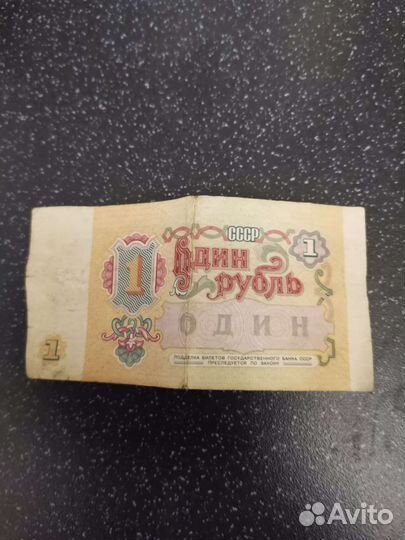 СССР
1
1
Один
рубль
ОДИН
1
ПОДДЕЛКА БИЛЕТОВ ГОСУДАРСТВЕННОГО БАНКА СССР
ПРЕСЛЕДУЕТСЯ ПО ЗАКОНУ
Avito